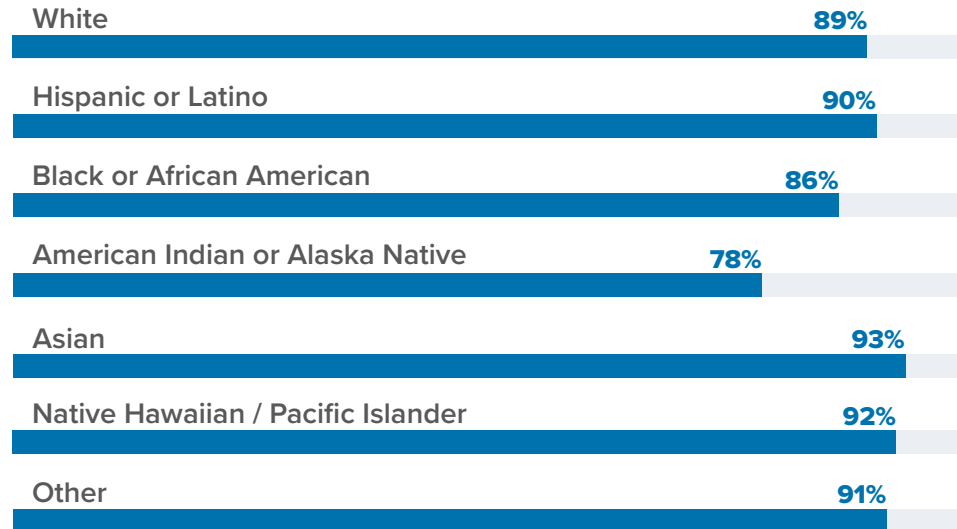 White 89%
Hispanic or Latino 90%
Black or African American 86%
American Indian or Alaska Native 78%
Asian 93%
Native Hawaiian / Pacific Islander 92%
Other 91%